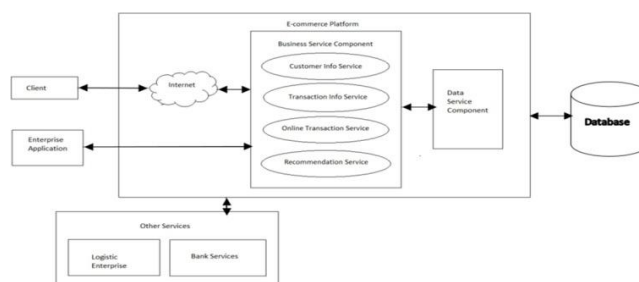 E-commerce Platform
Business Service Component
Customer Info Service
Internet
Client
Transaction Info Service
Data
Service
Component
Database
Online Transaction Service
Enterprise
Application
Recommendation Service
Other Services
Logistic
Enterprise
Bank Services